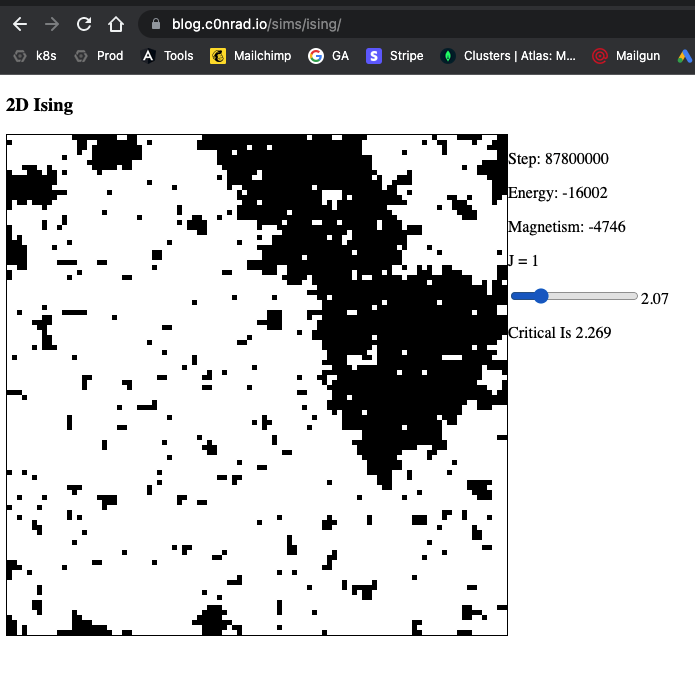 blog.c0nrad.io/sims/ising/
k8s Prod Tools Mailchimp GA Stripe Clusters | Atlas: M... Mailgun
2D Ising
Step: 87800000
Energy: -16002
Magnetism: -4746
J = 1
2.07
Critical Is 2.269